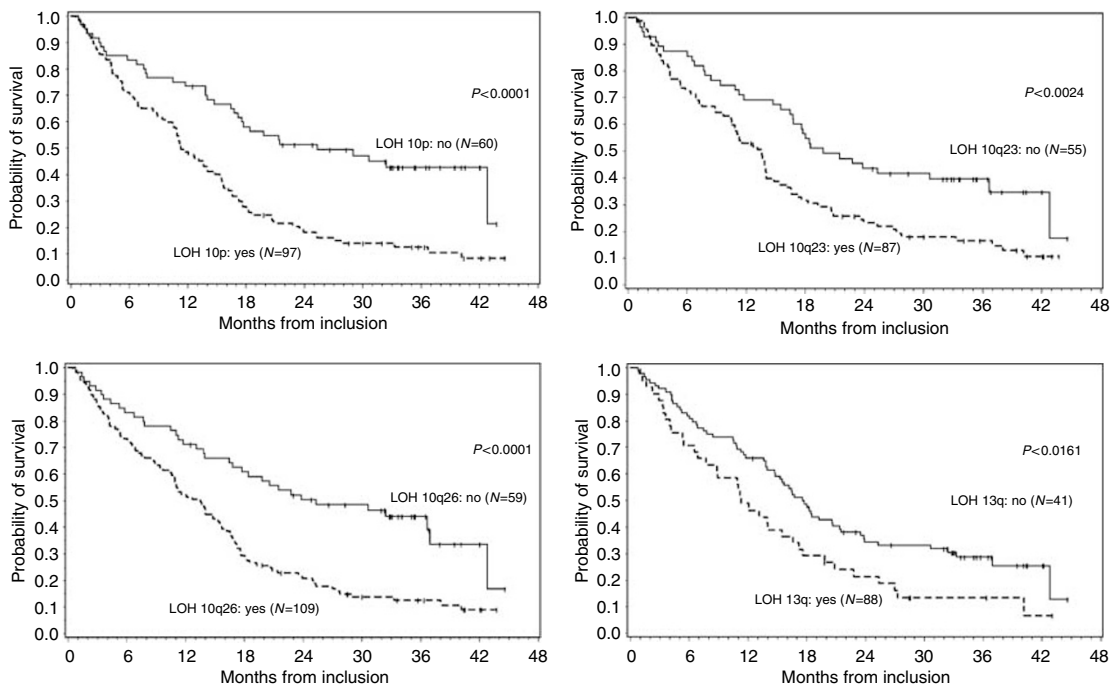 1.0
0.9
0.8
0.7
0.6
0.5
0.4
0.3
0.2
0.1
0.0
Probability of survival
P<0.0001
LOH 10p: no (N=60)
LOH 10p: yes (N=97)
0 6 12 18 24 30 36 42 48
Months from inclusion
1.0
0.9
0.8
0.7
0.6
0.5
0.4
0.3
0.2
0.1
0.0
Probability of survival
P<0.0024
LOH 10q23: no (N=55)
LOH 10q23: yes (N=87)
0 6 12 18 24 30 36 42 48
Months from inclusion
1.0
0.9
0.8
0.7
0.6
0.5
0.4
0.3
0.2
0.1
0.0
Probability of survival
P<0.0001
LOH 10q26: no (N=59)
LOH 10q26: yes (N=109)
0 6 12 18 24 30 36 42 48
Months from inclusion
1.0
0.9
0.8
0.7
0.6
0.5
0.4
0.3
0.2
0.1
0.0
Probability of survival
P<0.0161
LOH 13q: no (N=41)
LOH 13q: yes (N=88)
0 6 12 18 24 30 36 42 48
Months from inclusion